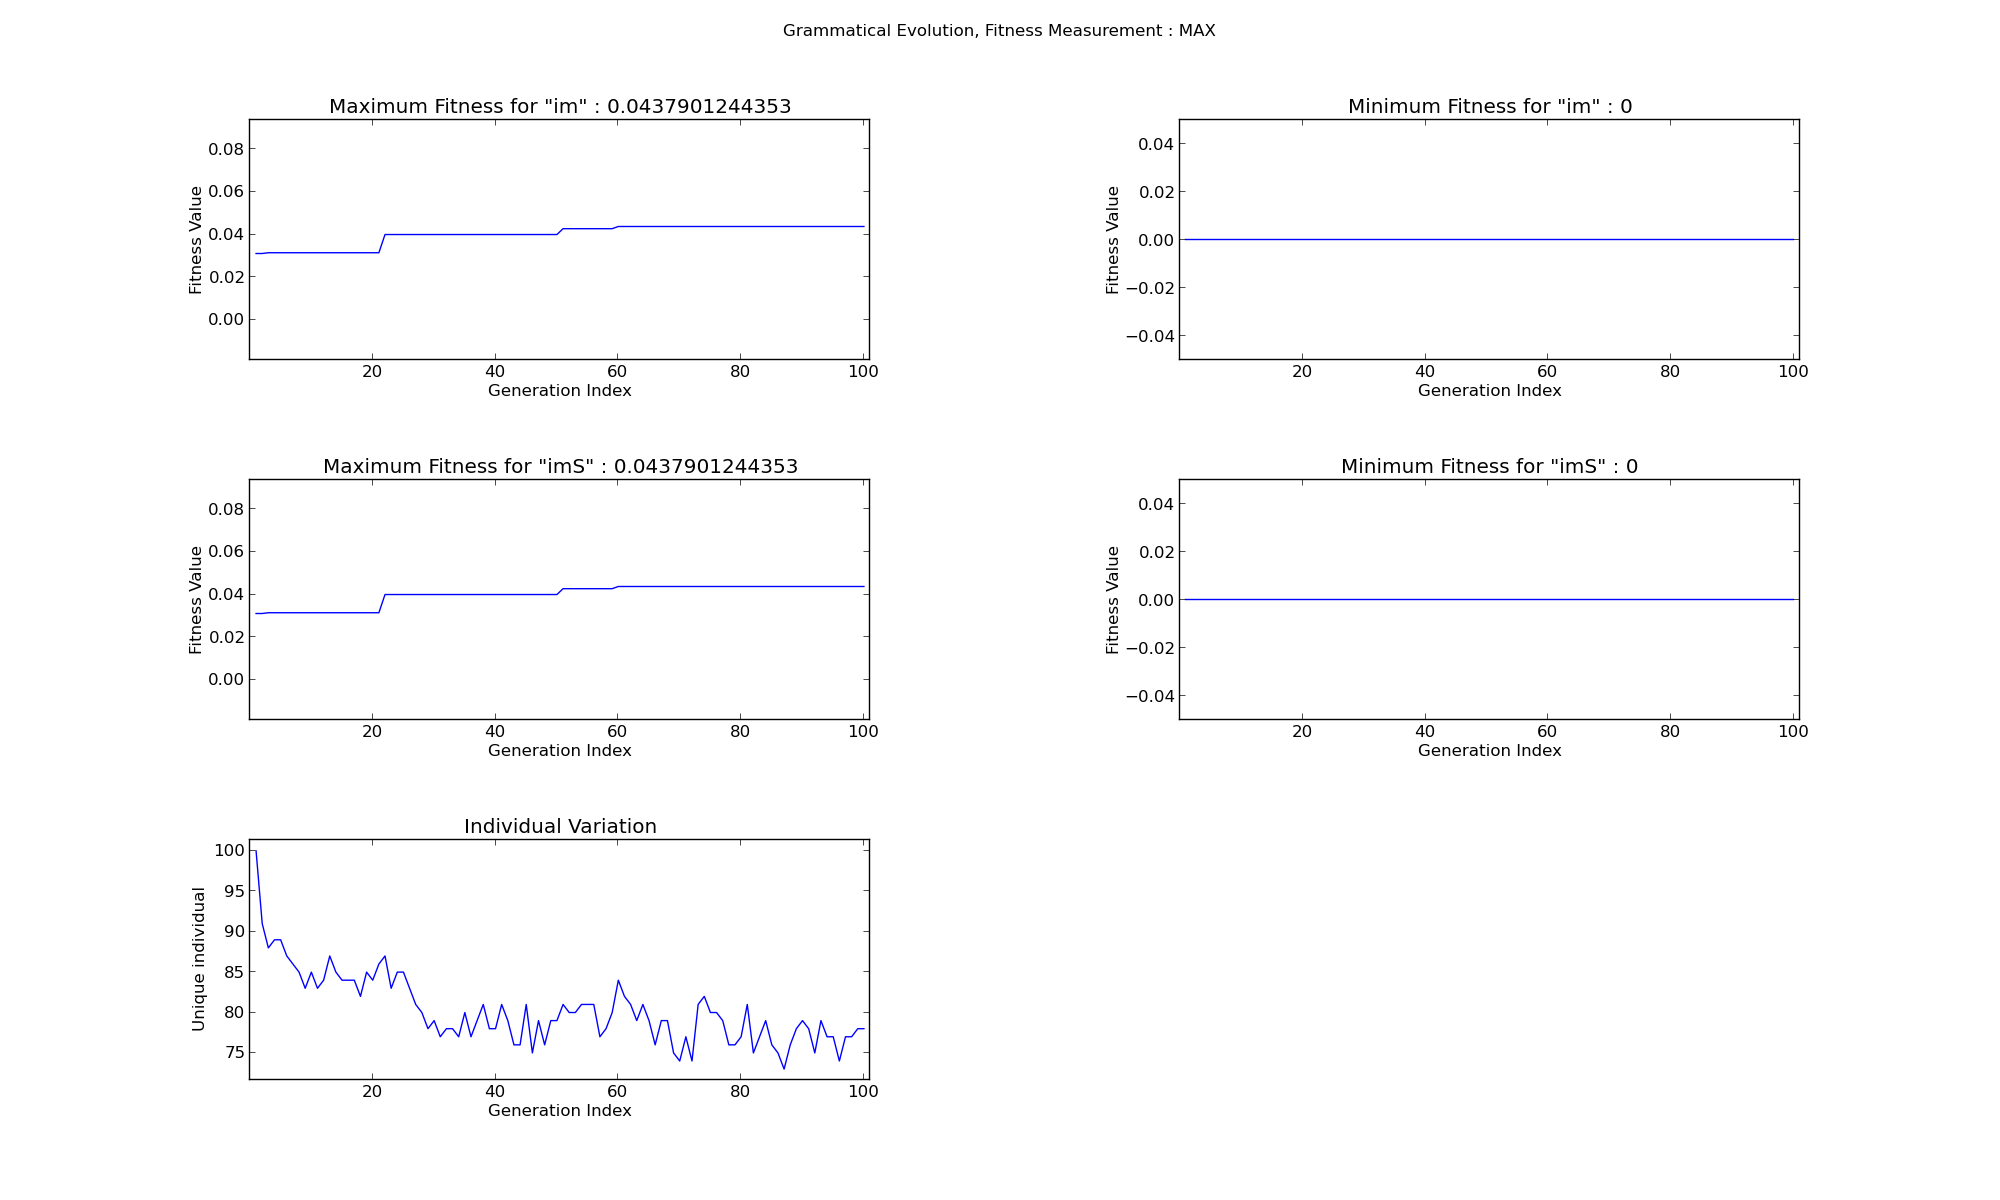 Grammatical Evolution, Fitness Measurement : MAX
Maximum Fitness for "im" : 0.0437901244353
0.08
0.06
0.04
0.02
0.00
Fitness Value
20 40 60 80 100
Generation Index
Minimum Fitness for "im" : 0
0.04
0.02
0.00
−0.02
−0.04
Fitness Value
20 40 60 80 100
Generation Index
Maximum Fitness for "imS" : 0.0437901244353
0.08
0.06
0.04
0.02
0.00
Fitness Value
20 40 60 80 100
Generation Index
Minimum Fitness for "imS" : 0
0.04
0.02
0.00
−0.02
−0.04
Fitness Value
20 40 60 80 100
Generation Index
Individual Variation
100
95
90
85
80
75
Unique individual
20 40 60 80 100
Generation Index